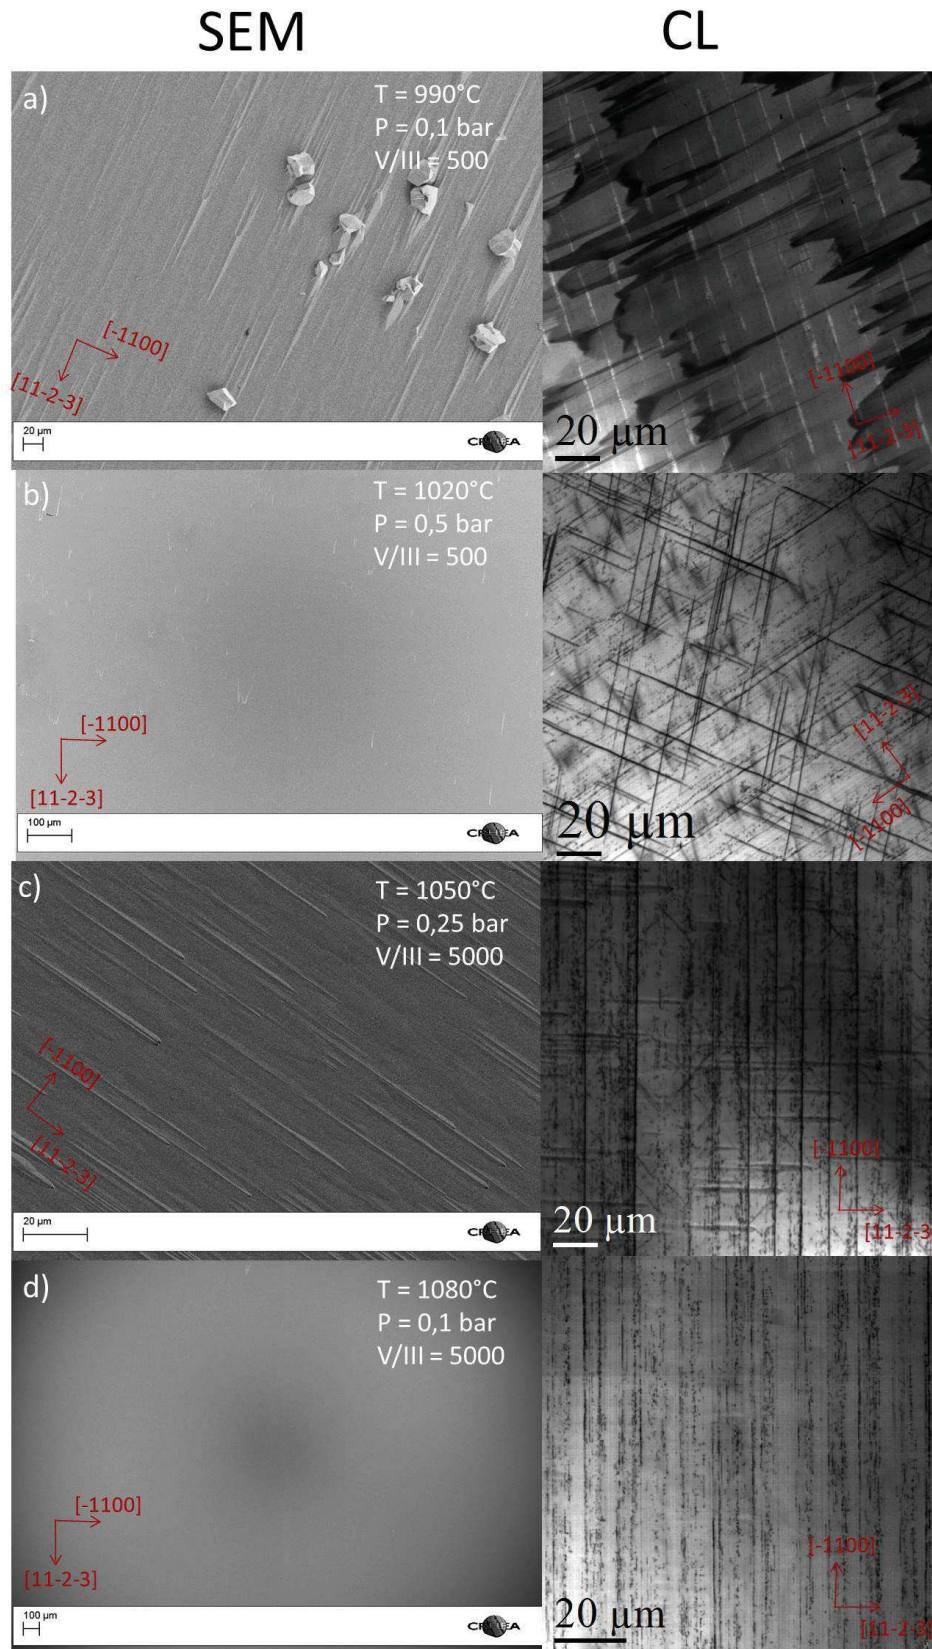 SEM
CL
a)
T = 990°C
P = 0,1 bar
V/III = 500
[-1100]
[11-2-3]
20 µm
[-1100]
[11-2-3]
20 µm
b)
T = 1020°C
P = 0,5 bar
V/III = 500
[-1100]
[11-2-3]
100 µm
[11-2-3]
[-1100]
20 µm
c)
T = 1050°C
P = 0,25 bar
V/III = 5000
[-1100]
[11-2-3]
20 µm
[-1100]
[11-2-3
20 µm
d)
T = 1080°C
P = 0,1 bar
V/III = 5000
[-1100]
[11-2-3]
100 µm
[-1100]
[11-2-3]
20 µm